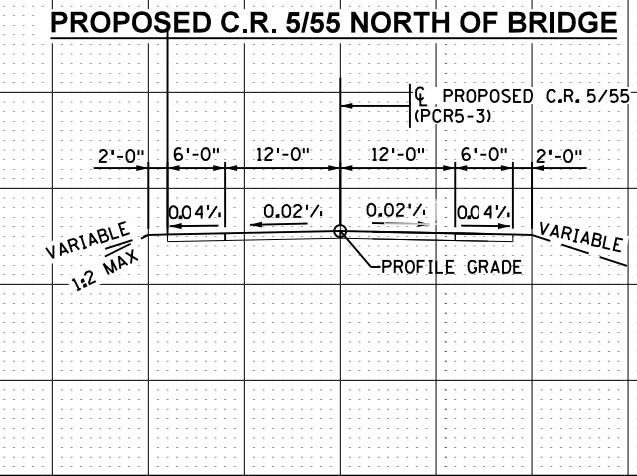 PROPOSED C.R. 5/55 NORTH OF BRIDGE
℄ PROPOSED C.R. 5/55
(PCR5-3)
2'-0" 6'-0" 12'-0" 12'-0" 6'-0" 2'-0"
0.04'/' 0.02'/' 0.02'/' 0.04'/'
VARIABLE
1:2 MAX
VARIABLE
PROFILE GRADE